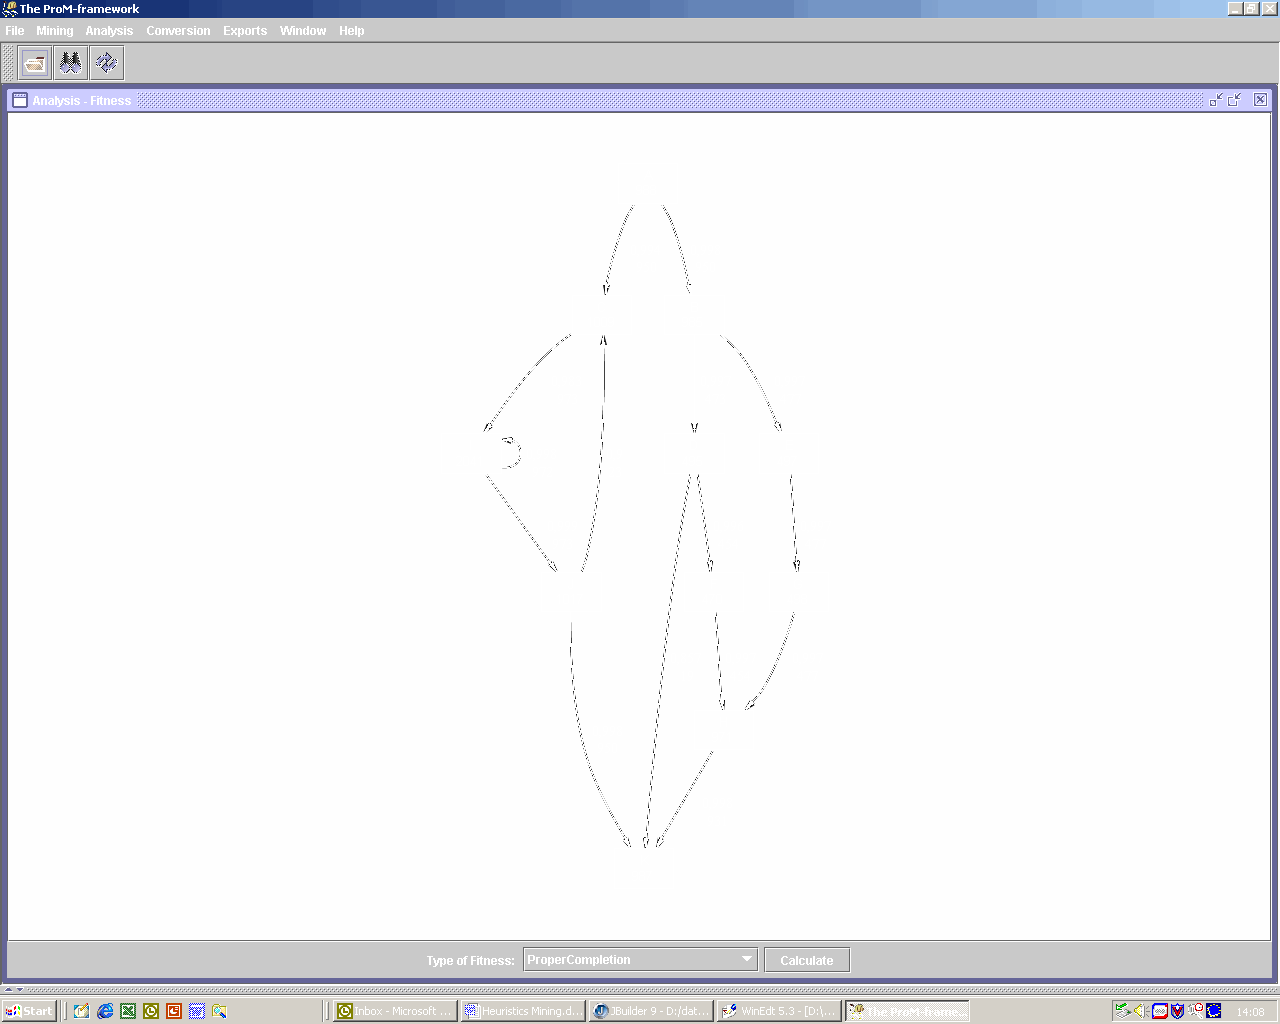 The ProM-framework
File Mining Analysis Conversion Exports Window Help
Analysis - Fitness
Type of Fitness: ProperCompletion Calculate
Start Inbox - Microsoft ... Heuristics Mining.d... JBuilder 9 - D:/dat... WinEdt 5.3 - [D:\... The ProM-frame... 14:08